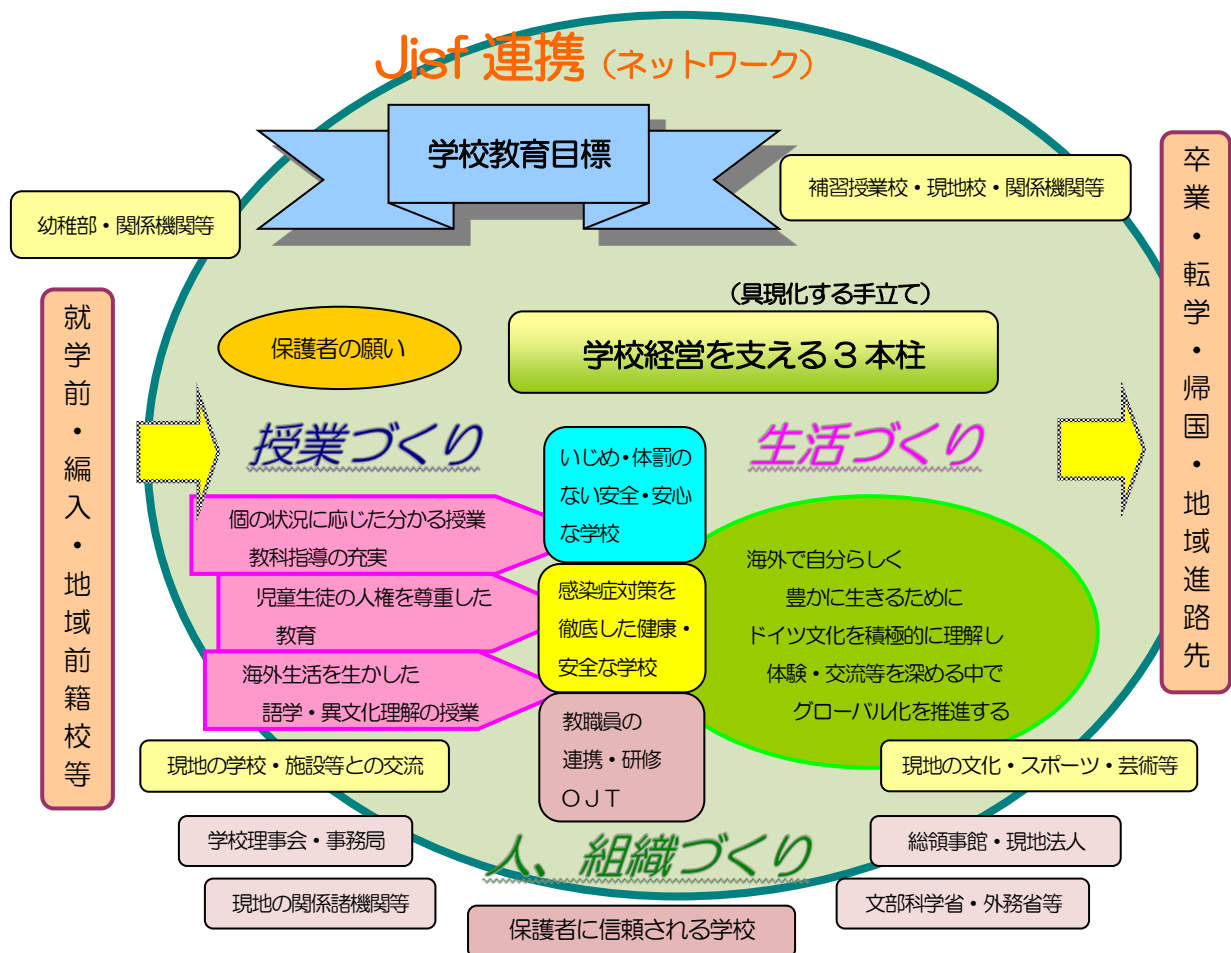 Jisf 連携（ネットワーク）
学校教育目標
補習授業校・現地校・関係機関等
幼稚部・関係機関等
卒業・転学・帰国・地域進路先
就学前・編入・地域前籍校等
（具現化する手立て）
保護者の願い
学校経営を支える３本柱
授業づくり
生活づくり
いじめ・体罰の
ない安全・安心
な学校
個の状況に応じた分かる授業
教科指導の充実
児童生徒の人権を尊重した
教育
海外生活を生かした
語学・異文化理解の授業
感染症対策を
徹底した健康・
安全な学校
海外で自分らしく
豊かに生きるために
ドイツ文化を積極的に理解し
体験・交流等を深める中で
グローバル化を推進する
教職員の
連携・研修
ＯＪＴ
現地の学校・施設等との交流
現地の文化・スポーツ・芸術等
学校理事会・事務局
総領事館・現地法人
人、組織づくり
現地の関係諸機関等
文部科学省・外務省等
保護者に信頼される学校